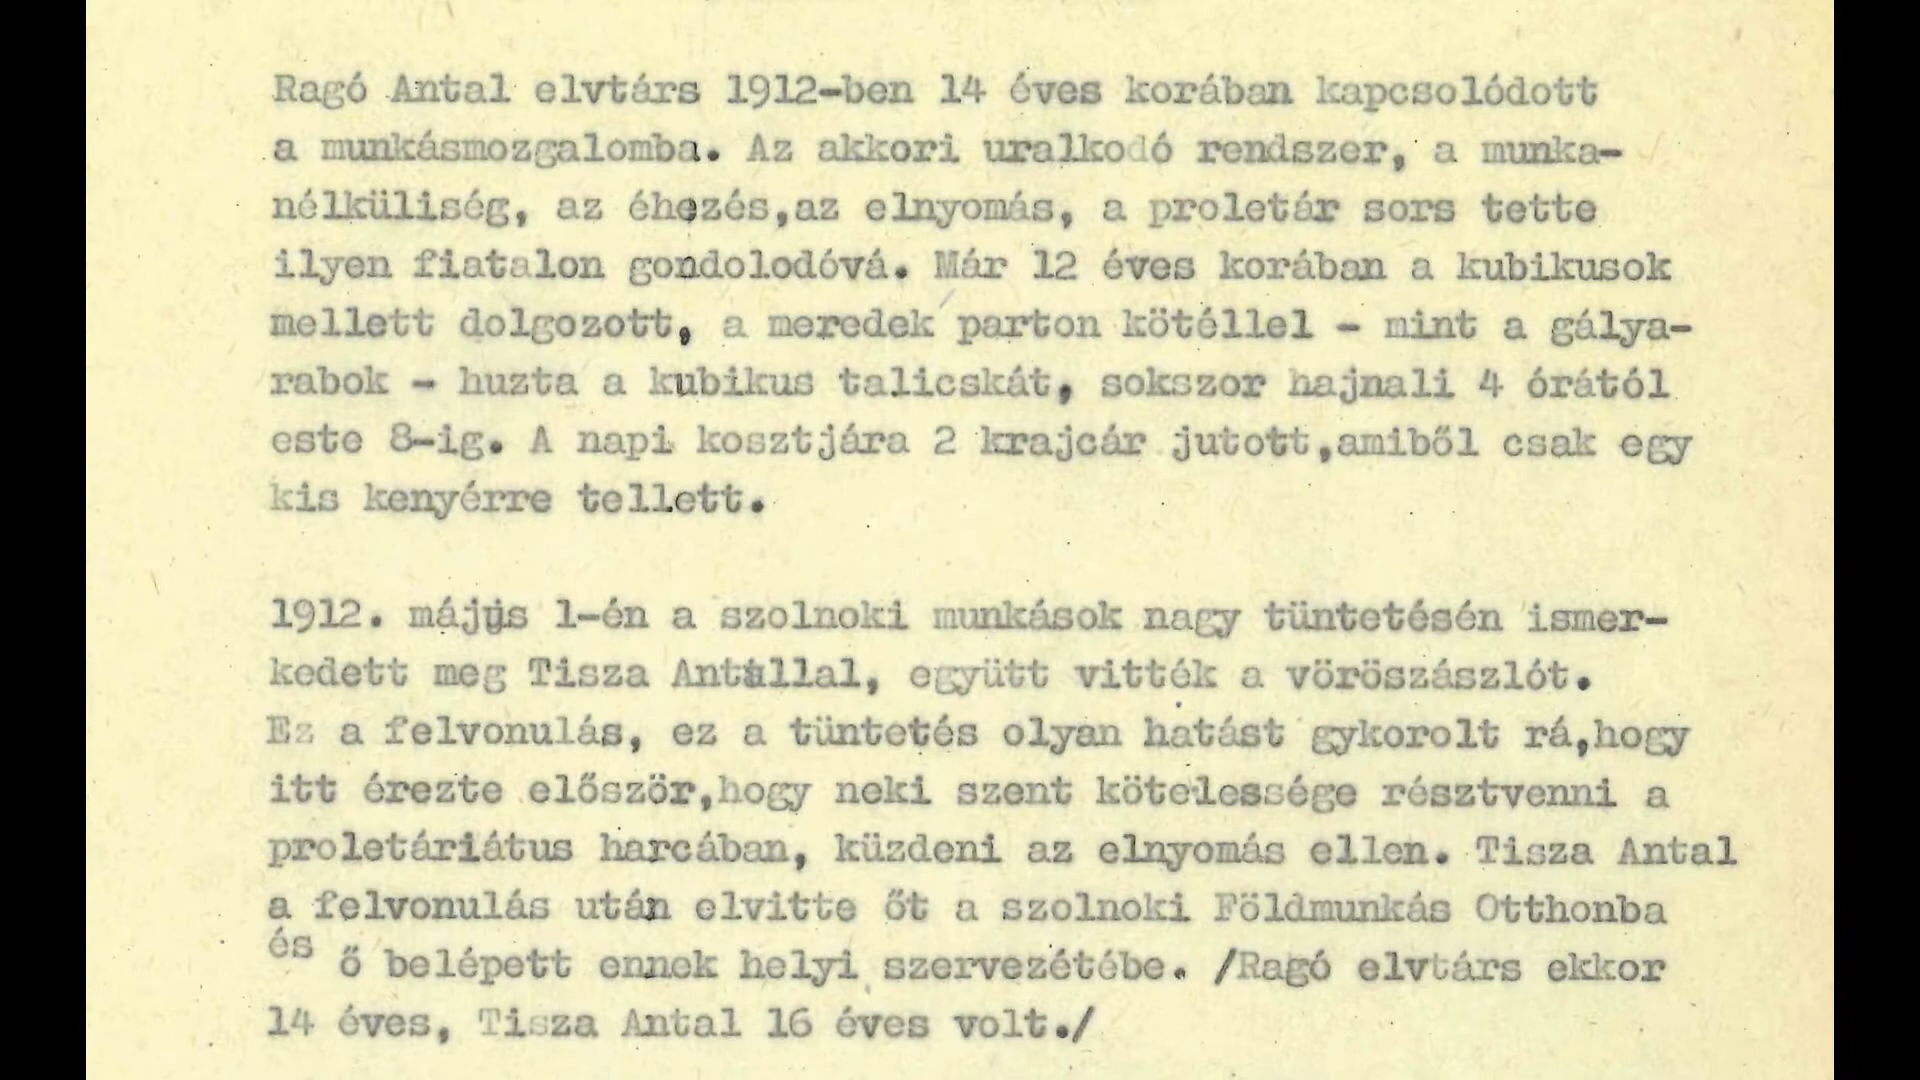 Ragó Antal elvtárs 1912-ben 14 éves korában kapcsolódott
a munkásmozgalomba. Az akkori uralkodó rendszer, a munka-
nélküliség, az éhezés,az elnyomás, a proletár sors tette
ilyen fiatalon gondolodóvá. Már 12 éves korában a kubikusok
mellett dolgozott, a meredek parton kötéllel - mint a gálya-
rabok - huzta a kubikus talicskát, sokszor hajnali 4 órától
este 8-ig. A napi kosztjára 2 krajcár jutott,amiből csak egy
kis kenyérre tellett.
1912. május 1-én a szolnoki munkások nagy tüntetésén ismer-
kedett meg Tisza Antallal, együtt vitték a vöröszászlót.
Ez a felvonulás, ez a tüntetés olyan hatást gykorolt rá,hogy
itt érezte először,hogy neki szent kötelessége résztvenni a
proletáriátus harcában, küzdeni az elnyomás ellen. Tisza Antal
a felvonulás után elvitte őt a szolnoki Földmunkás Otthonba
és ő belépett ennek helyi szervezétébe. /Ragó elvtárs ekkor
14 éves, Tisza Antal 16 éves volt./